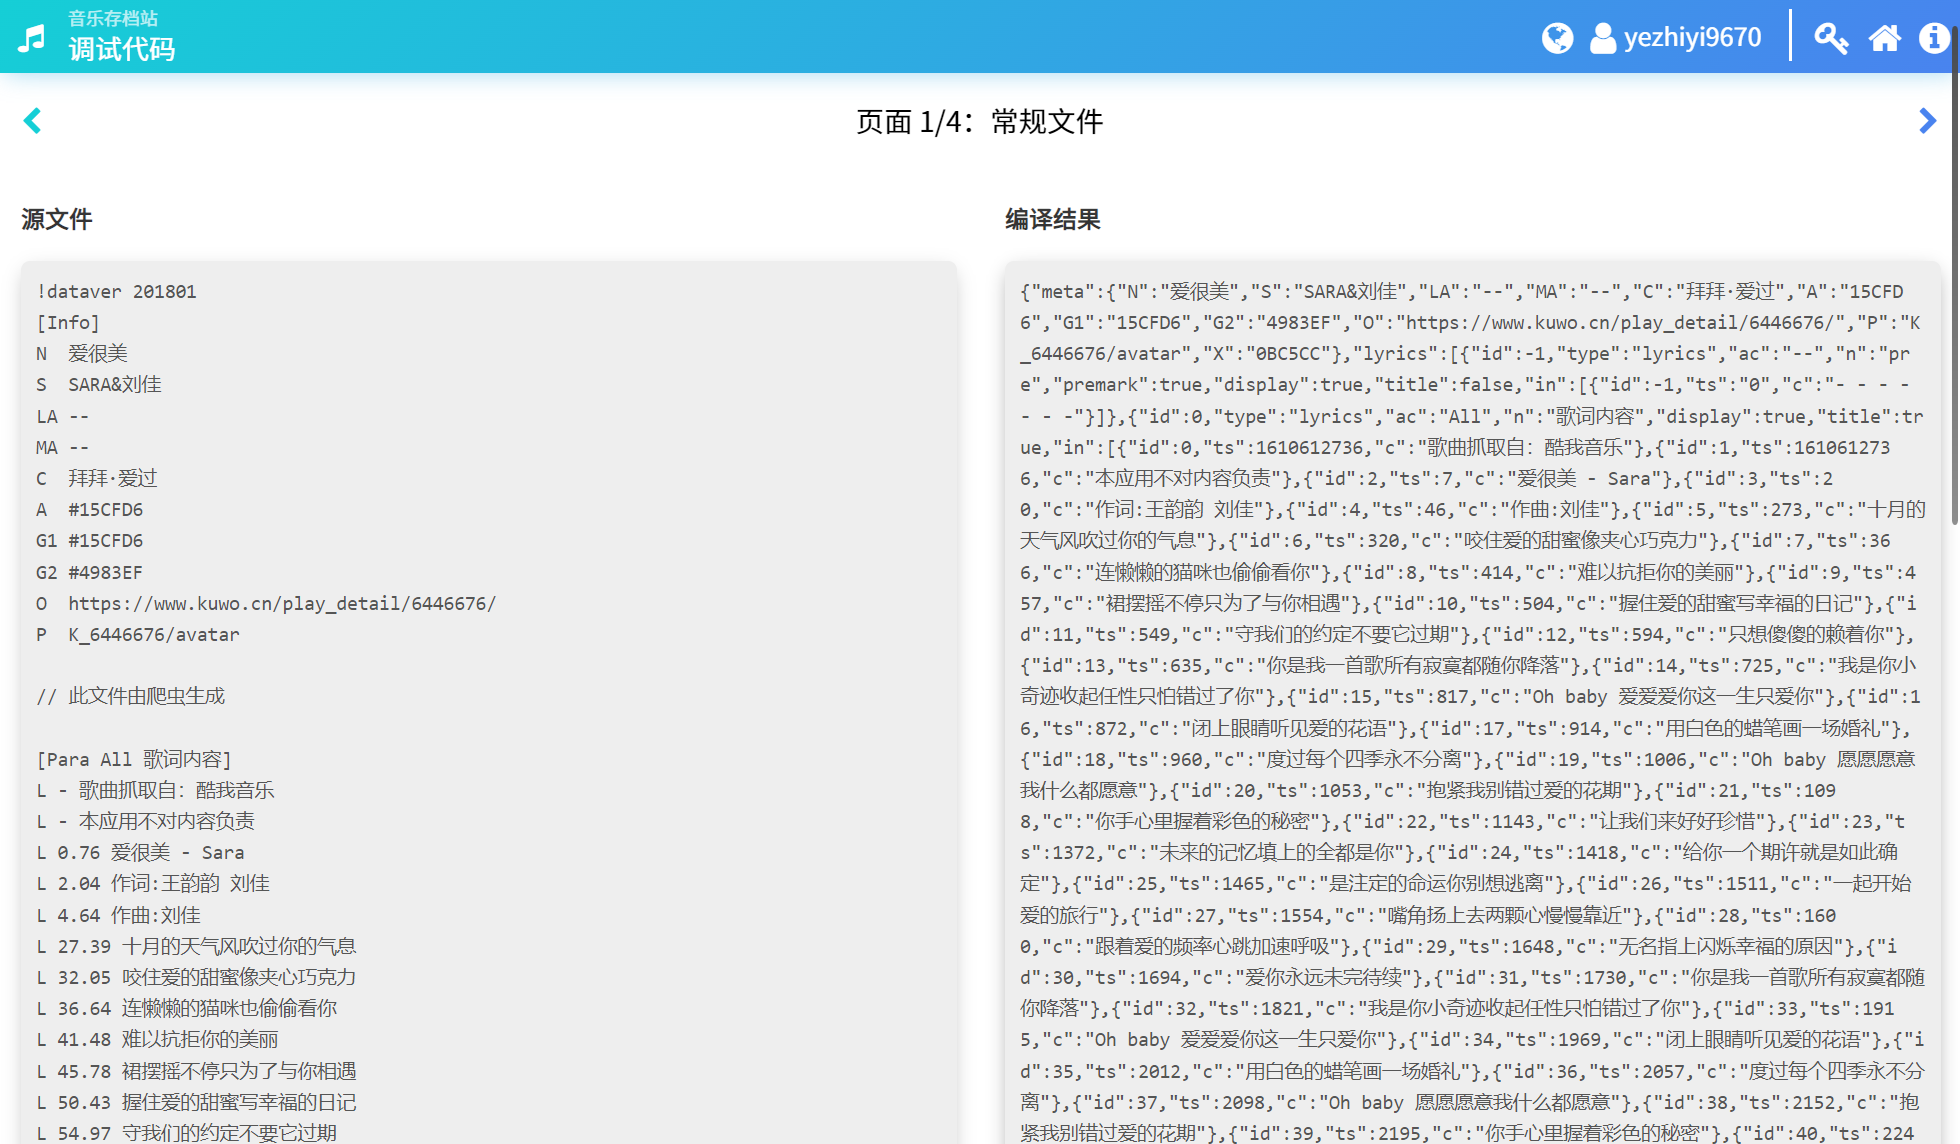 音乐存档站
调试代码
yezhiyi9670
页面 1/4：常规文件
源文件
!dataver 201801
[Info]
N  爱很美
S  SARA&刘佳
LA --
MA --
C  拜拜·爱过
A  #15CFD6
G1 #15CFD6
G2 #4983EF
O  https://www.kuwo.cn/play_detail/6446676/
P  K_6446676/avatar
// 此文件由爬虫生成
[Para All 歌词内容]
L - 歌曲抓取自：酷我音乐
L - 本应用不对内容负责
L 0.76 爱很美 - Sara
L 2.04 作词:王韵韵 刘佳
L 4.64 作曲:刘佳
L 27.39 十月的天气风吹过你的气息
L 32.05 咬住爱的甜蜜像夹心巧克力
L 36.64 连懒懒的猫咪也偷偷看你
L 41.48 难以抗拒你的美丽
L 45.78 裙摆摇不停只为了与你相遇
L 50.43 握住爱的甜蜜写幸福的日记
L 54.97 守我们的约定不要它过期
编译结果
{"meta":{"N":"爱很美","S":"SARA&刘佳","LA":"--","MA":"--","C":"拜拜·爱过","A":"15CFD
6","G1":"15CFD6","G2":"4983EF","O":"https://www.kuwo.cn/play_detail/6446676/","P":"K
_6446676/avatar","X":"0BC5CC"},"lyrics":[{"id":-1,"type":"lyrics","ac":"--","n":"pr
e","premark":true,"display":true,"title":false,"in":[{"id":-1,"ts":"0","c":"- - - -
- - -"}]},{"id":0,"type":"lyrics","ac":"All","n":"歌词内容","display":true,"title":tr
ue,"in":[{"id":0,"ts":1610612736,"c":"歌曲抓取自：酷我音乐"},{"id":1,"ts":161061273
6,"c":"本应用不对内容负责"},{"id":2,"ts":7,"c":"爱很美 - Sara"},{"id":3,"ts":2
0,"c":"作词:王韵韵 刘佳"},{"id":4,"ts":46,"c":"作曲:刘佳"},{"id":5,"ts":273,"c":"十月的
天气风吹过你的气息"},{"id":6,"ts":320,"c":"咬住爱的甜蜜像夹心巧克力"},{"id":7,"ts":36
6,"c":"连懒懒的猫咪也偷偷看你"},{"id":8,"ts":414,"c":"难以抗拒你的美丽"},{"id":9,"ts":4
57,"c":"裙摆摇不停只为了与你相遇"},{"id":10,"ts":504,"c":"握住爱的甜蜜写幸福的日记"},{"i
d":11,"ts":549,"c":"守我们的约定不要它过期"},{"id":12,"ts":594,"c":"只想傻傻的赖着你"},
{"id":13,"ts":635,"c":"你是我一首歌所有寂寞都随你降落"},{"id":14,"ts":725,"c":"我是你小
奇迹收起任性只怕错过了你"},{"id":15,"ts":817,"c":"Oh baby 爱爱爱你这一生只爱你"},{"id":1
6,"ts":872,"c":"闭上眼睛听见爱的花语"},{"id":17,"ts":914,"c":"用白色的蜡笔画一场婚礼"},
{"id":18,"ts":960,"c":"度过每个四季永不分离"},{"id":19,"ts":1006,"c":"Oh baby 愿愿愿意
我什么都愿意"},{"id":20,"ts":1053,"c":"抱紧我别错过爱的花期"},{"id":21,"ts":109
8,"c":"你手心里握着彩色的秘密"},{"id":22,"ts":1143,"c":"让我们来好好珍惜"},{"id":23,"t
s":1372,"c":"未来的记忆填上的全都是你"},{"id":24,"ts":1418,"c":"给你一个期许就是如此确
定"},{"id":25,"ts":1465,"c":"是注定的命运你别想逃离"},{"id":26,"ts":1511,"c":"一起开始
爱的旅行"},{"id":27,"ts":1554,"c":"嘴角扬上去两颗心慢慢靠近"},{"id":28,"ts":160
0,"c":"跟着爱的频率心跳加速呼吸"},{"id":29,"ts":1648,"c":"无名指上闪烁幸福的原因"},{"i
d":30,"ts":1694,"c":"爱你永远未完待续"},{"id":31,"ts":1730,"c":"你是我一首歌所有寂寞都随
你降落"},{"id":32,"ts":1821,"c":"我是你小奇迹收起任性只怕错过了你"},{"id":33,"ts":191
5,"c":"Oh baby 爱爱爱你这一生只爱你"},{"id":34,"ts":1969,"c":"闭上眼睛听见爱的花语"},{"i
d":35,"ts":2012,"c":"用白色的蜡笔画一场婚礼"},{"id":36,"ts":2057,"c":"度过每个四季永不分
离"},{"id":37,"ts":2098,"c":"Oh baby 愿愿愿意我什么都愿意"},{"id":38,"ts":2152,"c":"抱
紧我别错过爱的花期"},{"id":39,"ts":2195,"c":"你手心里握着彩色的秘密"},{"id":40,"ts":224